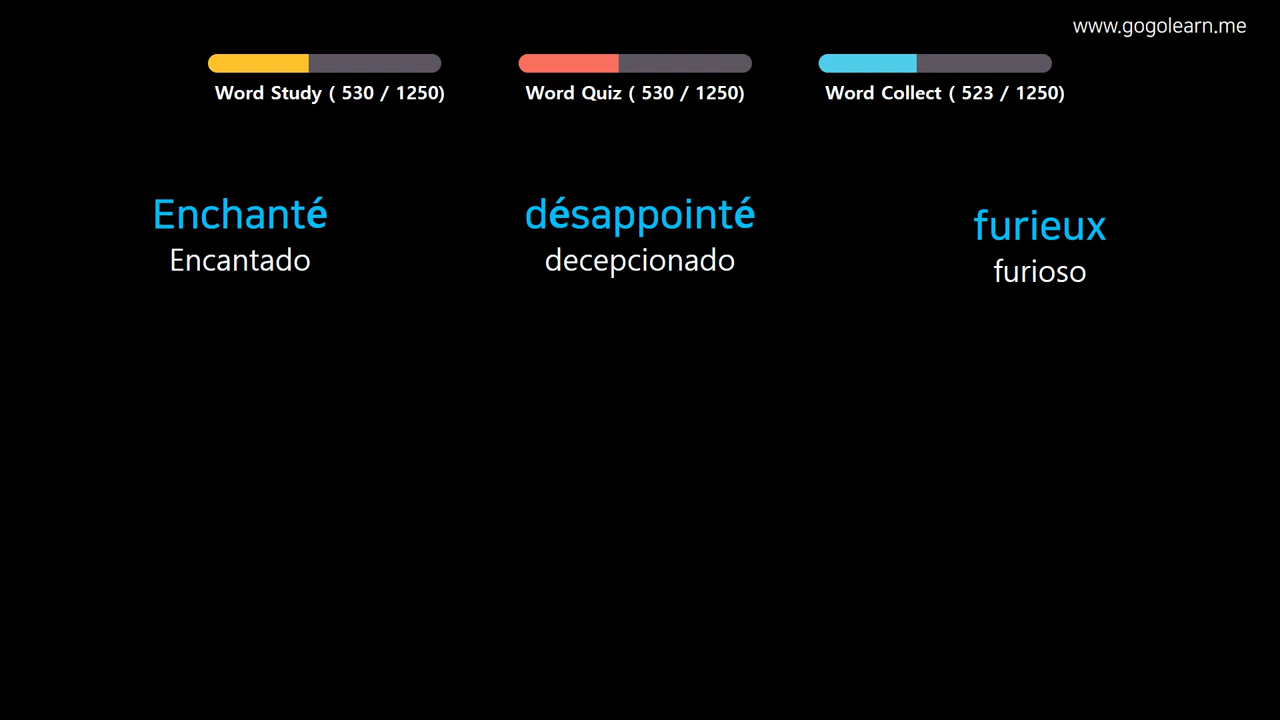 www.gogolearn.me
Word Study ( 530 / 1250)
Word Quiz ( 530 / 1250)
Word Collect ( 523 / 1250)
Enchanté
Encantado
désappointé
decepcionado
furieux
furioso